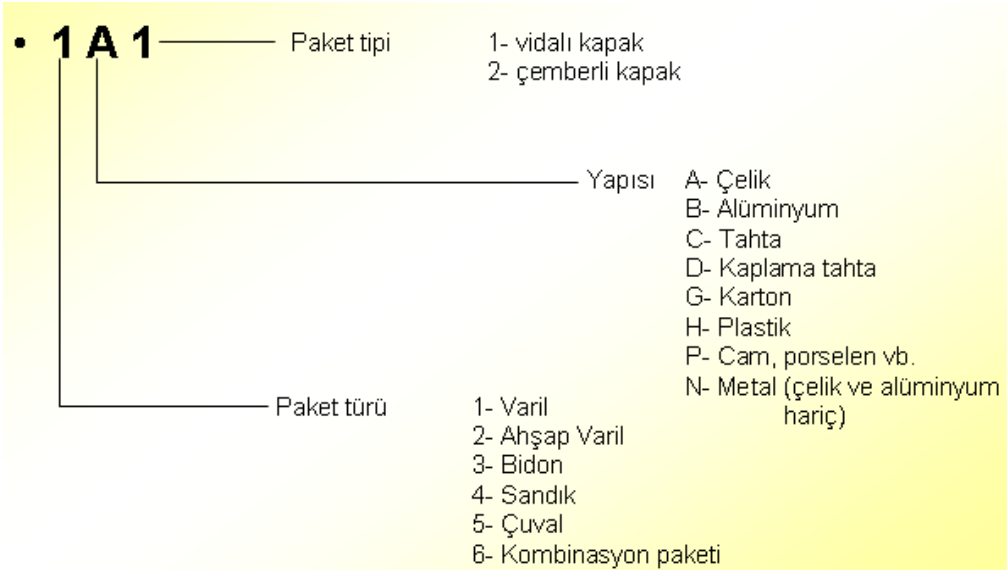 • 1 A 1 Paket tipi 1- vidalı kapak
2- çemberli kapak
Yapısı A- Çelik
B- Alüminyum
C- Tahta
D- Kaplama tahta
G- Karton
H- Plastik
P- Cam, porselen vb.
N- Metal (çelik ve alüminyum
hariç)
Paket türü 1- Varil
2- Ahşap Varil
3- Bidon
4- Sandık
5- Çuval
6- Kombinasyon paketi